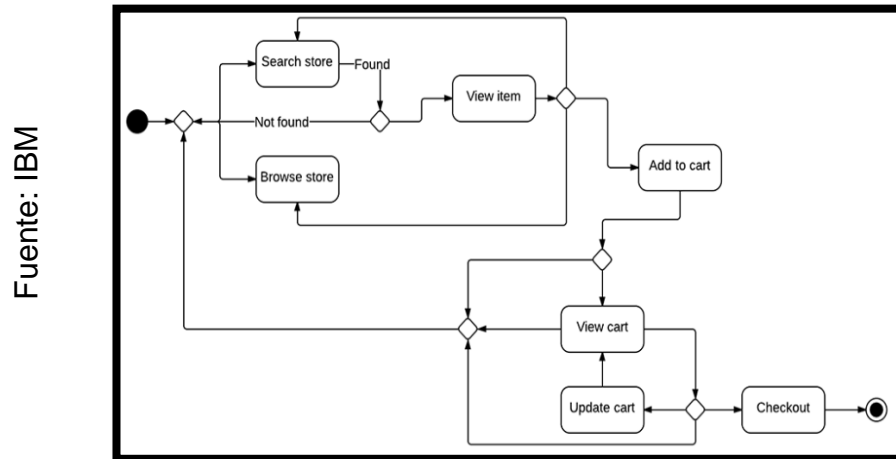 Fuente: IBM
Search store
Found
View item
Not found
Browse store
Add to cart
View cart
Update cart
Checkout